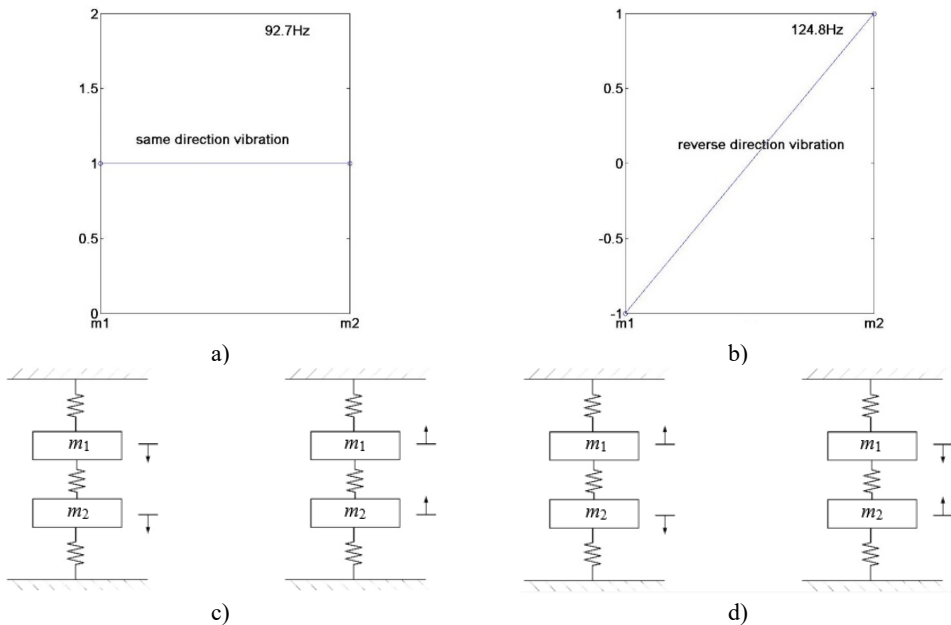 2
92.7Hz
1.5
same direction vibration
1
0.5
0
m1
m2
a)
1
124.8Hz
0.5
reverse direction vibration
0
-0.5
-1
m1
m2
b)
m1
m2
m1
m2
c)
m1
m2
m1
m2
d)